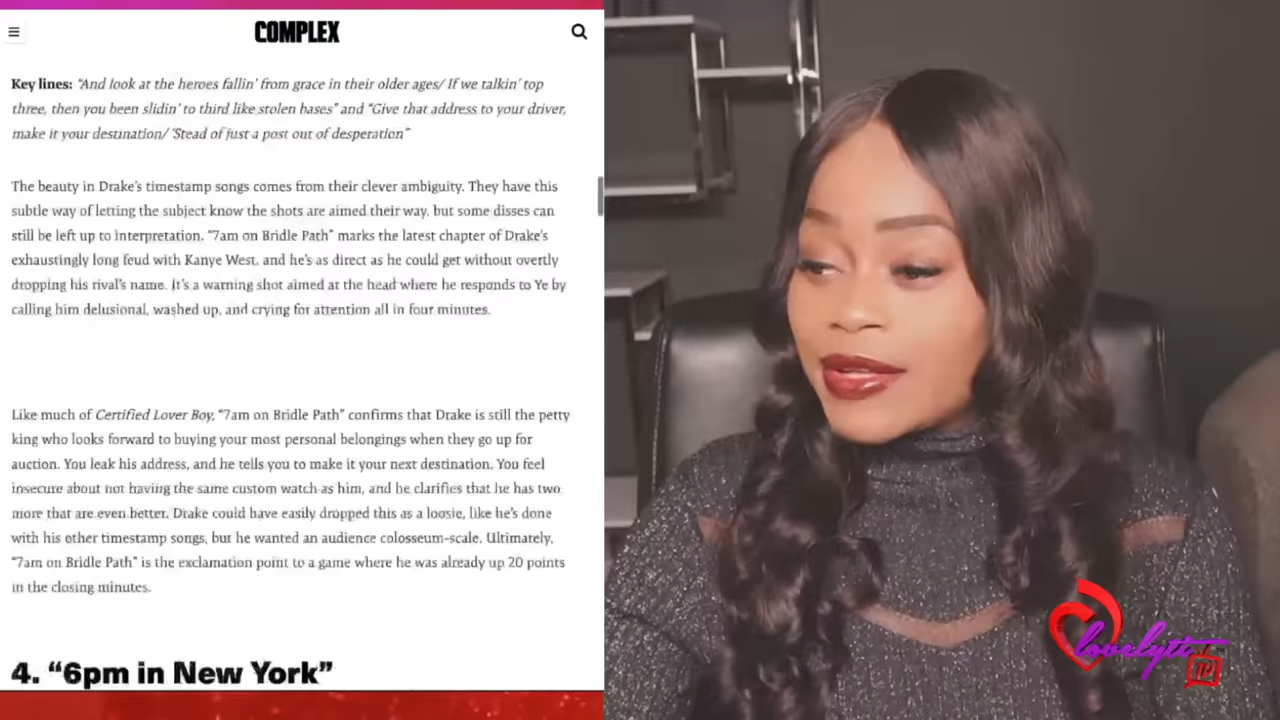 COMPLEX
Key lines: “And look at the heroes fallin’ from grace in their older ages/ If we talkin’ top
three, then you been slidin’ to third like stolen bases” and “Give that address to your driver,
make it your destination/ ‘Stead of just a post out of desperation”
The beauty in Drake’s timestamp songs comes from their clever ambiguity. They have this
subtle way of letting the subject know the shots are aimed their way, but some disses can
still be left up to interpretation. “7am on Bridle Path” marks the latest chapter of Drake’s
exhaustingly long feud with Kanye West, and he’s as direct as he could get without overtly
dropping his rival’s name. It’s a warning shot aimed at the head where he responds to Ye by
calling him delusional, washed up, and crying for attention all in four minutes.
Like much of Certified Lover Boy, “7am on Bridle Path” confirms that Drake is still the petty
king who looks forward to buying your most personal belongings when they go up for
auction. You leak his address, and he tells you to make it your next destination. You feel
insecure about not having the same custom watch as him, and he clarifies that he has two
more that are even better. Drake could have easily dropped this as a loosie, like he’s done
with his other timestamp songs, but he wanted an audience colosseum-scale. Ultimately,
“7am on Bridle Path” is the exclamation point to a game where he was already up 20 points
in the closing minutes.
4. “6pm in New York”
lovelyti
TV